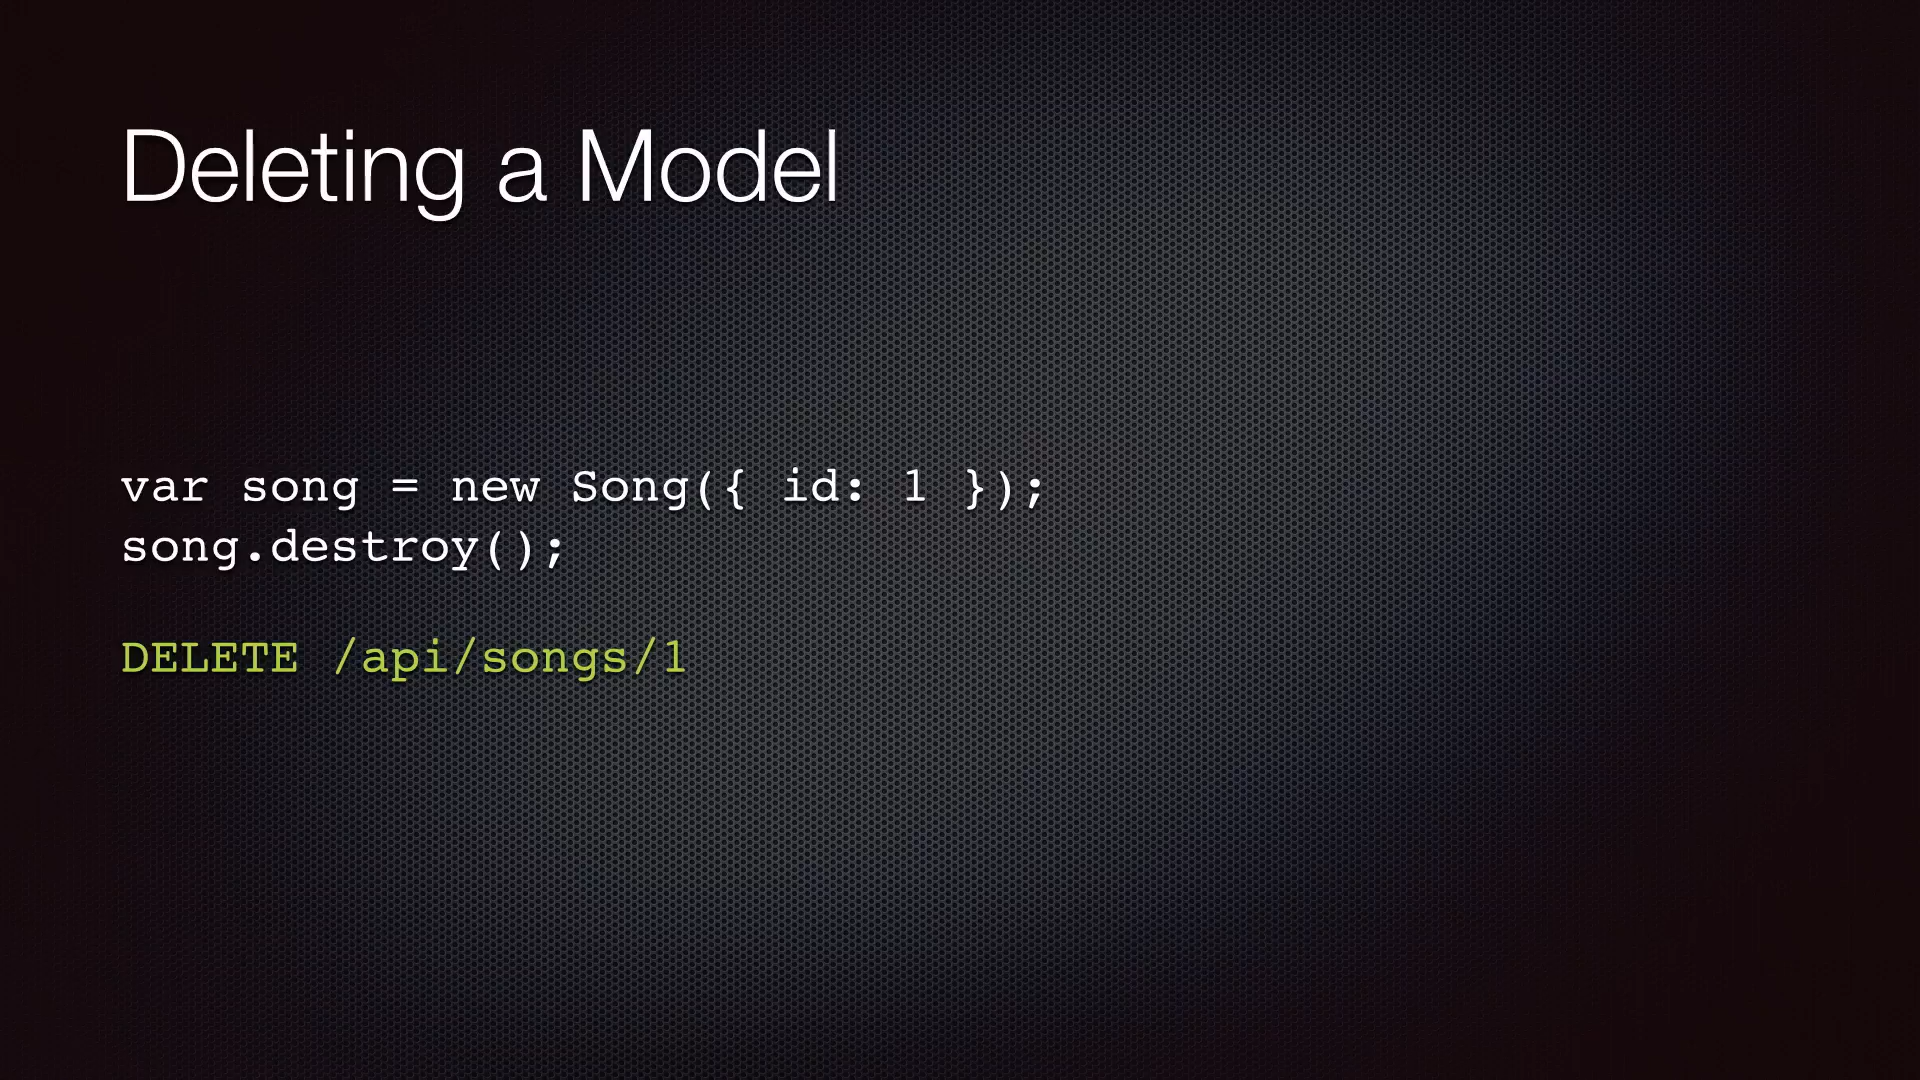 Deleting a Model
var song = new Song({ id: 1 });
song.destroy();
DELETE /api/songs/1